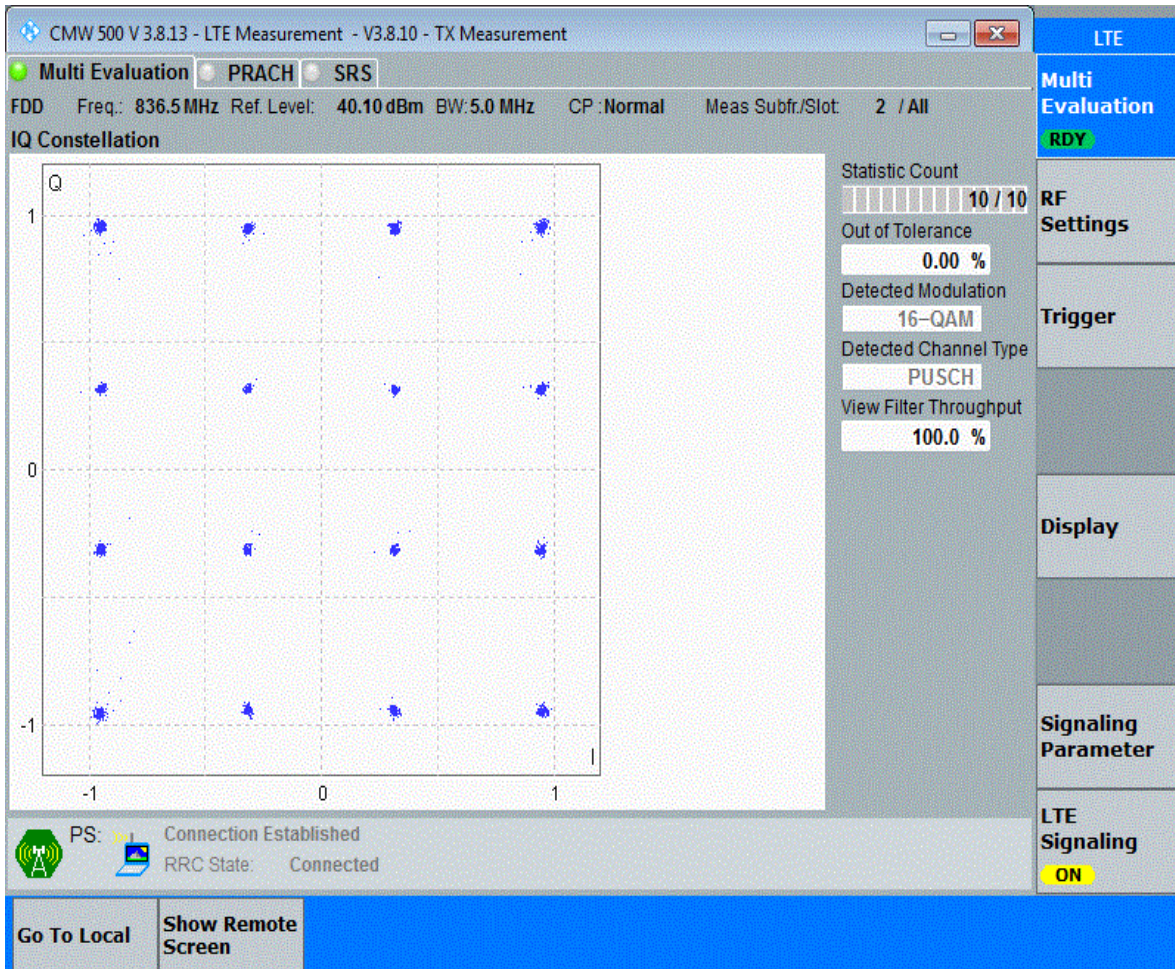 CMW 500 V 3.8.13 - LTE Measurement - V3.8.10 - TX Measurement
LTE
Multi Evaluation PRACH SRS
FDD Freq.: 836.5 MHz Ref. Level: 40.10 dBm BW: 5.0 MHz CP : Normal Meas Subfr./Slot: 2 / All
IQ Constellation
Q
1
0
-1
-1 0 1
I
Statistic Count
10 / 10
Out of Tolerance
0.00 %
Detected Modulation
16-QAM
Detected Channel Type
PUSCH
View Filter Throughput
100.0 %
Multi
Evaluation
RDY
RF
Settings
Trigger
Display
Signaling
Parameter
LTE
Signaling
ON
PS: Connection Established
RRC State: Connected
Go To Local
Show Remote
Screen